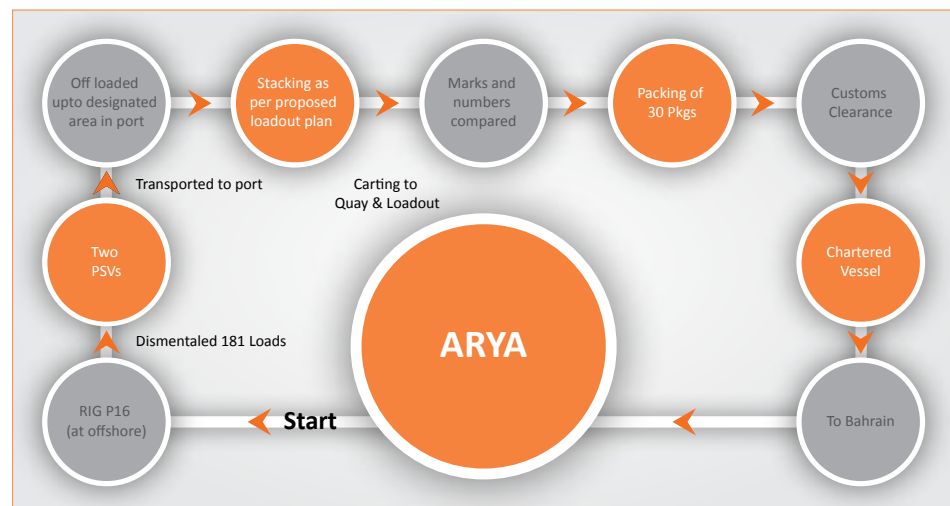 Off loaded
upto designated
area in port
Stacking as
per proposed
loadout plan
Marks and
numbers
compared
Packing of
30 Pkgs
Customs
Clearance
Transported to port
Carting to
Quay & Loadout
Two
PSVs
Chartered
Vessel
ARYA
Dismentaled 181 Loads
RIG P16
(at offshore)
Start
To Bahrain